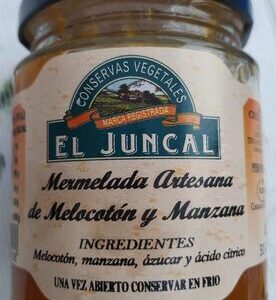 CONSERVAS VEGETALES
MARCA REGISTRADA
EL JUNCAL
Mermelada Artesana
de Melocotón y Manzana
INGREDIENTES
Melocotón, manzana, ázucar y ácido cítrico
UNA VEZ ABIERTO CONSERVAR EN FRIO